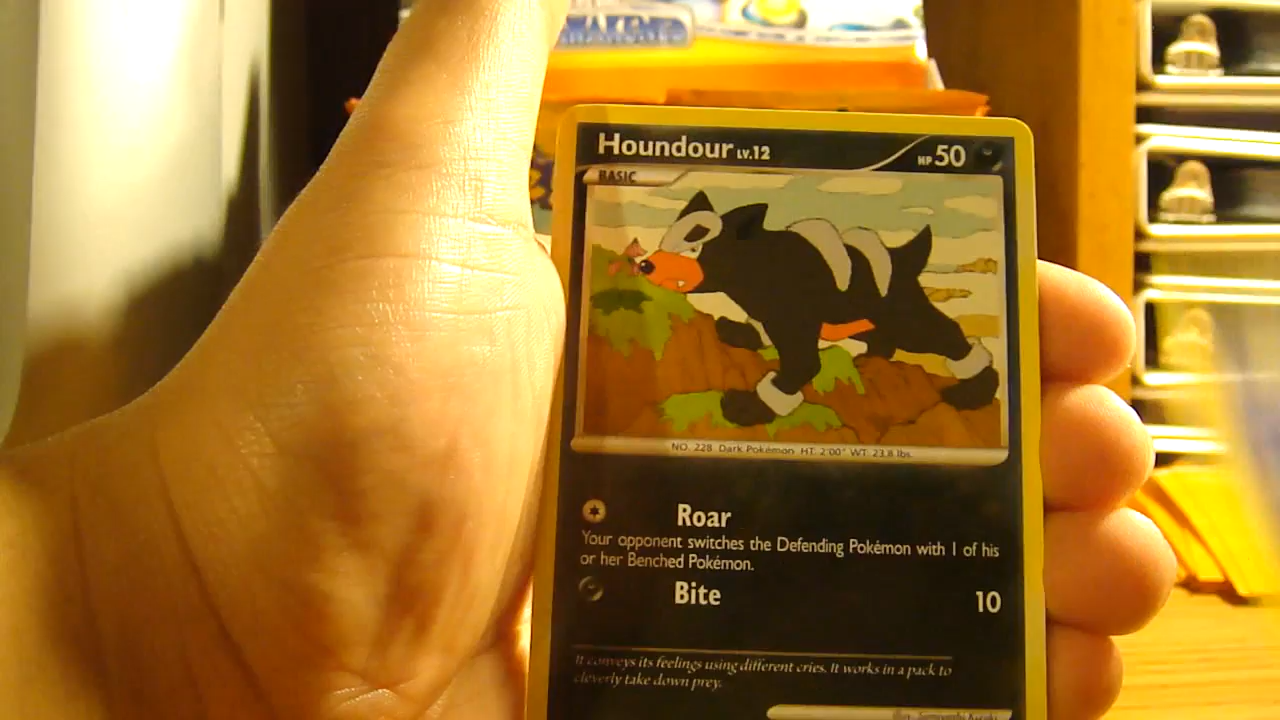 Houndour LV.12 HP 50
BASIC
NO. 228 Dark Pokémon HT: 2'00" WT: 23.8 lbs.
Roar
Your opponent switches the Defending Pokémon with 1 of his
or her Benched Pokémon.
Bite 10
It conveys its feelings using different cries. It works in a pack to
cleverly take down prey.